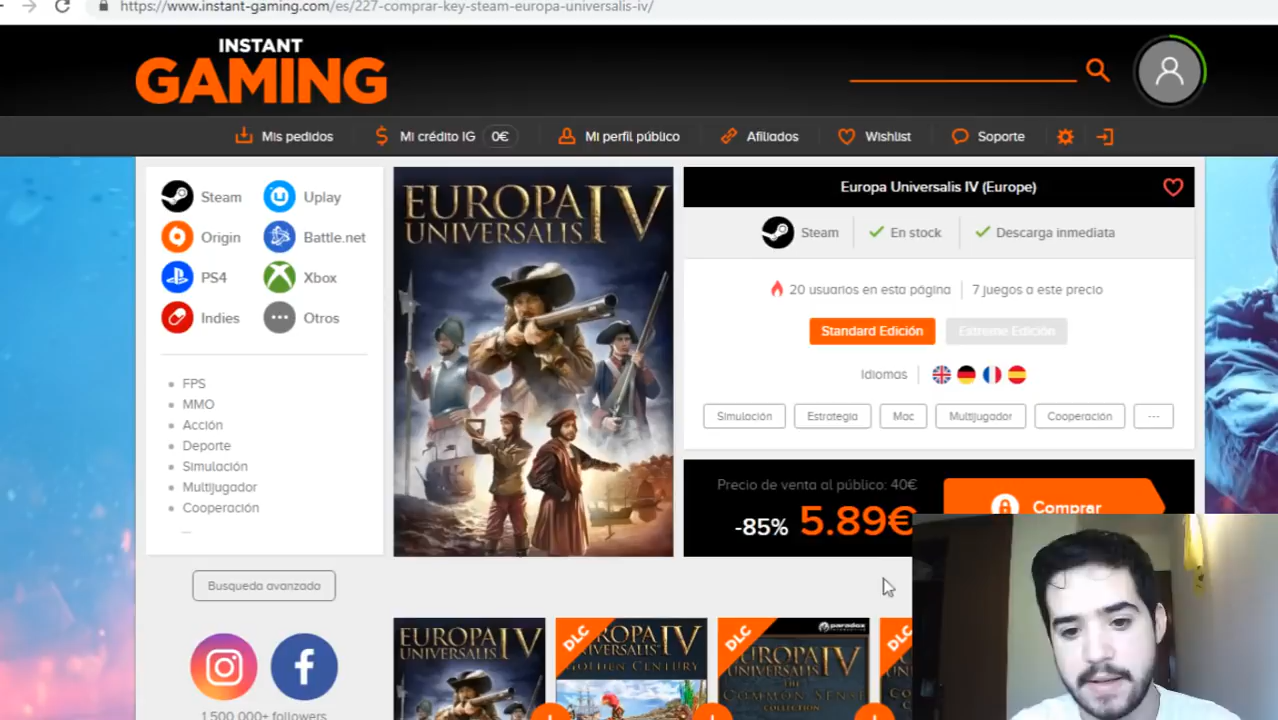 https://www.instant-gaming.com/es/227-comprar-key-steam-europa-universalis-iv/
INSTANT
GAMING
Mis pedidos
Mi crédito IG
0€
Mi perfil público
Afiliados
Wishlist
Soporte
Steam
Uplay
Origin
Battle.net
PS4
Xbox
Indies
Otros
FPS
MMO
Acción
Deporte
Simulación
Multijugador
Cooperación
...
Busqueda avanzada
1 500 000+ followers
EUROPA
UNIVERSALIS IV
Europa Universalis IV (Europe)
Steam
En stock
Descarga inmediata
20 usuarios en esta página
7 juegos a este precio
Standard Edición
Extreme Edición
Idiomas
Simulación
Estrategia
Mac
Multijugador
Cooperación
...
Precio de venta al público: 40€
-85%
5.89€
Comprar
EUROPA
UNIVERSALIS IV
DLC
ROPA IV
GOLDEN CENTURY
DLC
paradox
EUROPA IV
UNIVERSALIS
THE
COMMON SENSE
COLLECTION
DLC